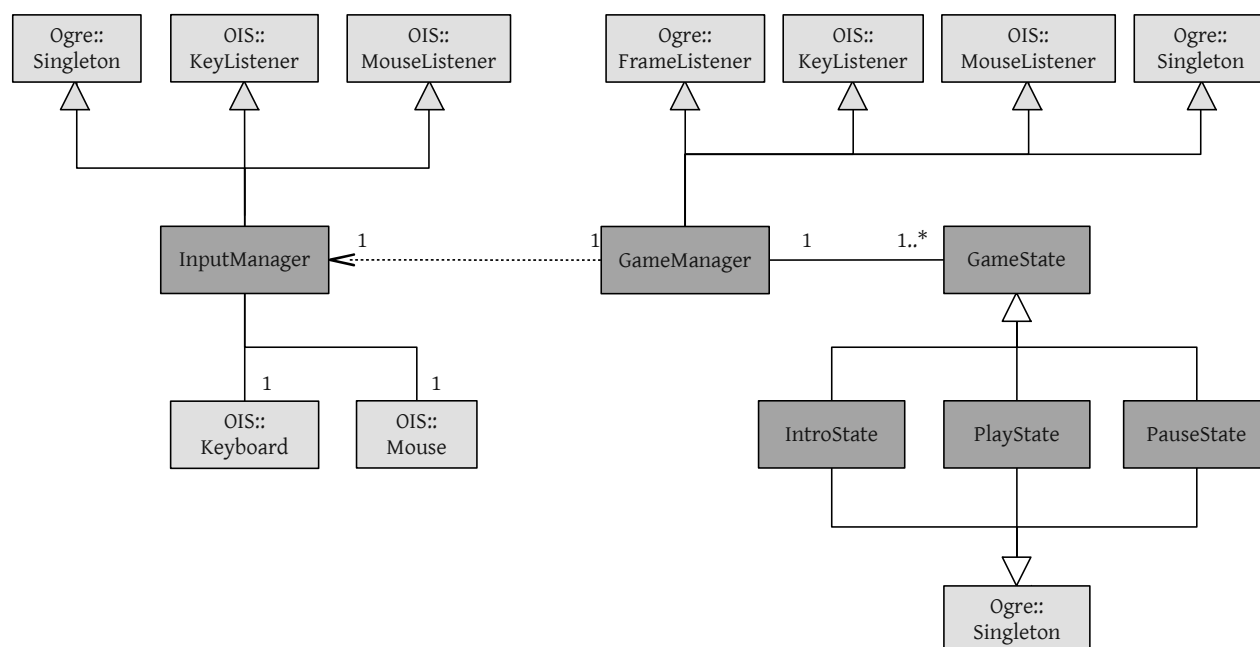 Ogre::
Singleton
OIS::
KeyListener
OIS::
MouseListener
Ogre::
FrameListener
OIS::
KeyListener
OIS::
MouseListener
Ogre::
Singleton
InputManager
1
1
GameManager
1
1..*
GameState
1
1
OIS::
Keyboard
OIS::
Mouse
IntroState
PlayState
PauseState
Ogre::
Singleton